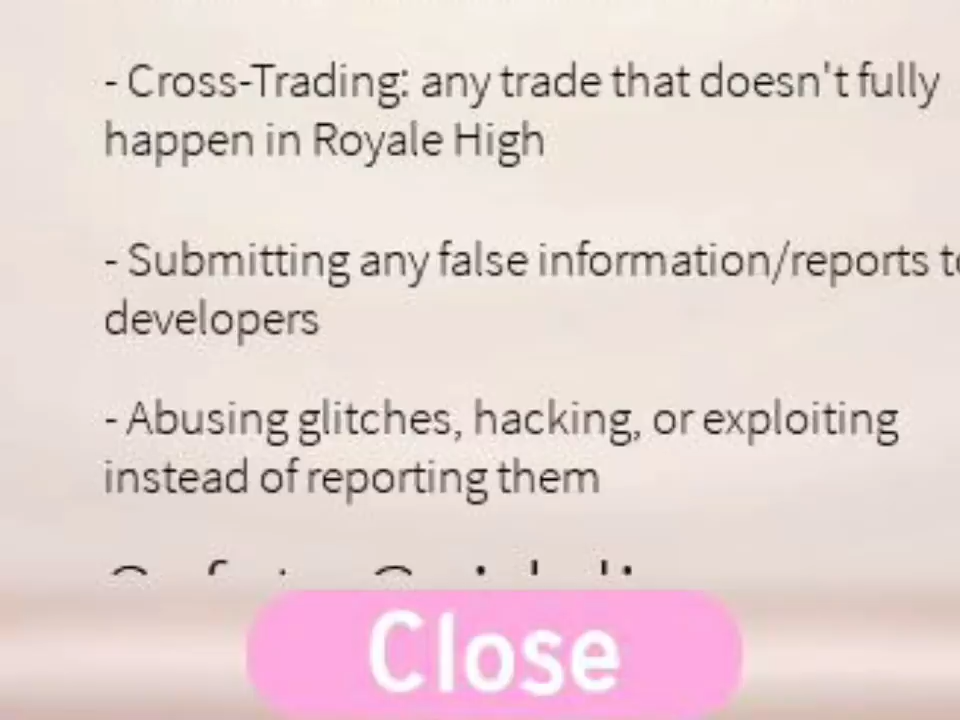 - Cross-Trading: any trade that doesn't fully
happen in Royale High
- Submitting any false information/reports to
developers
- Abusing glitches, hacking, or exploiting
instead of reporting them
Close